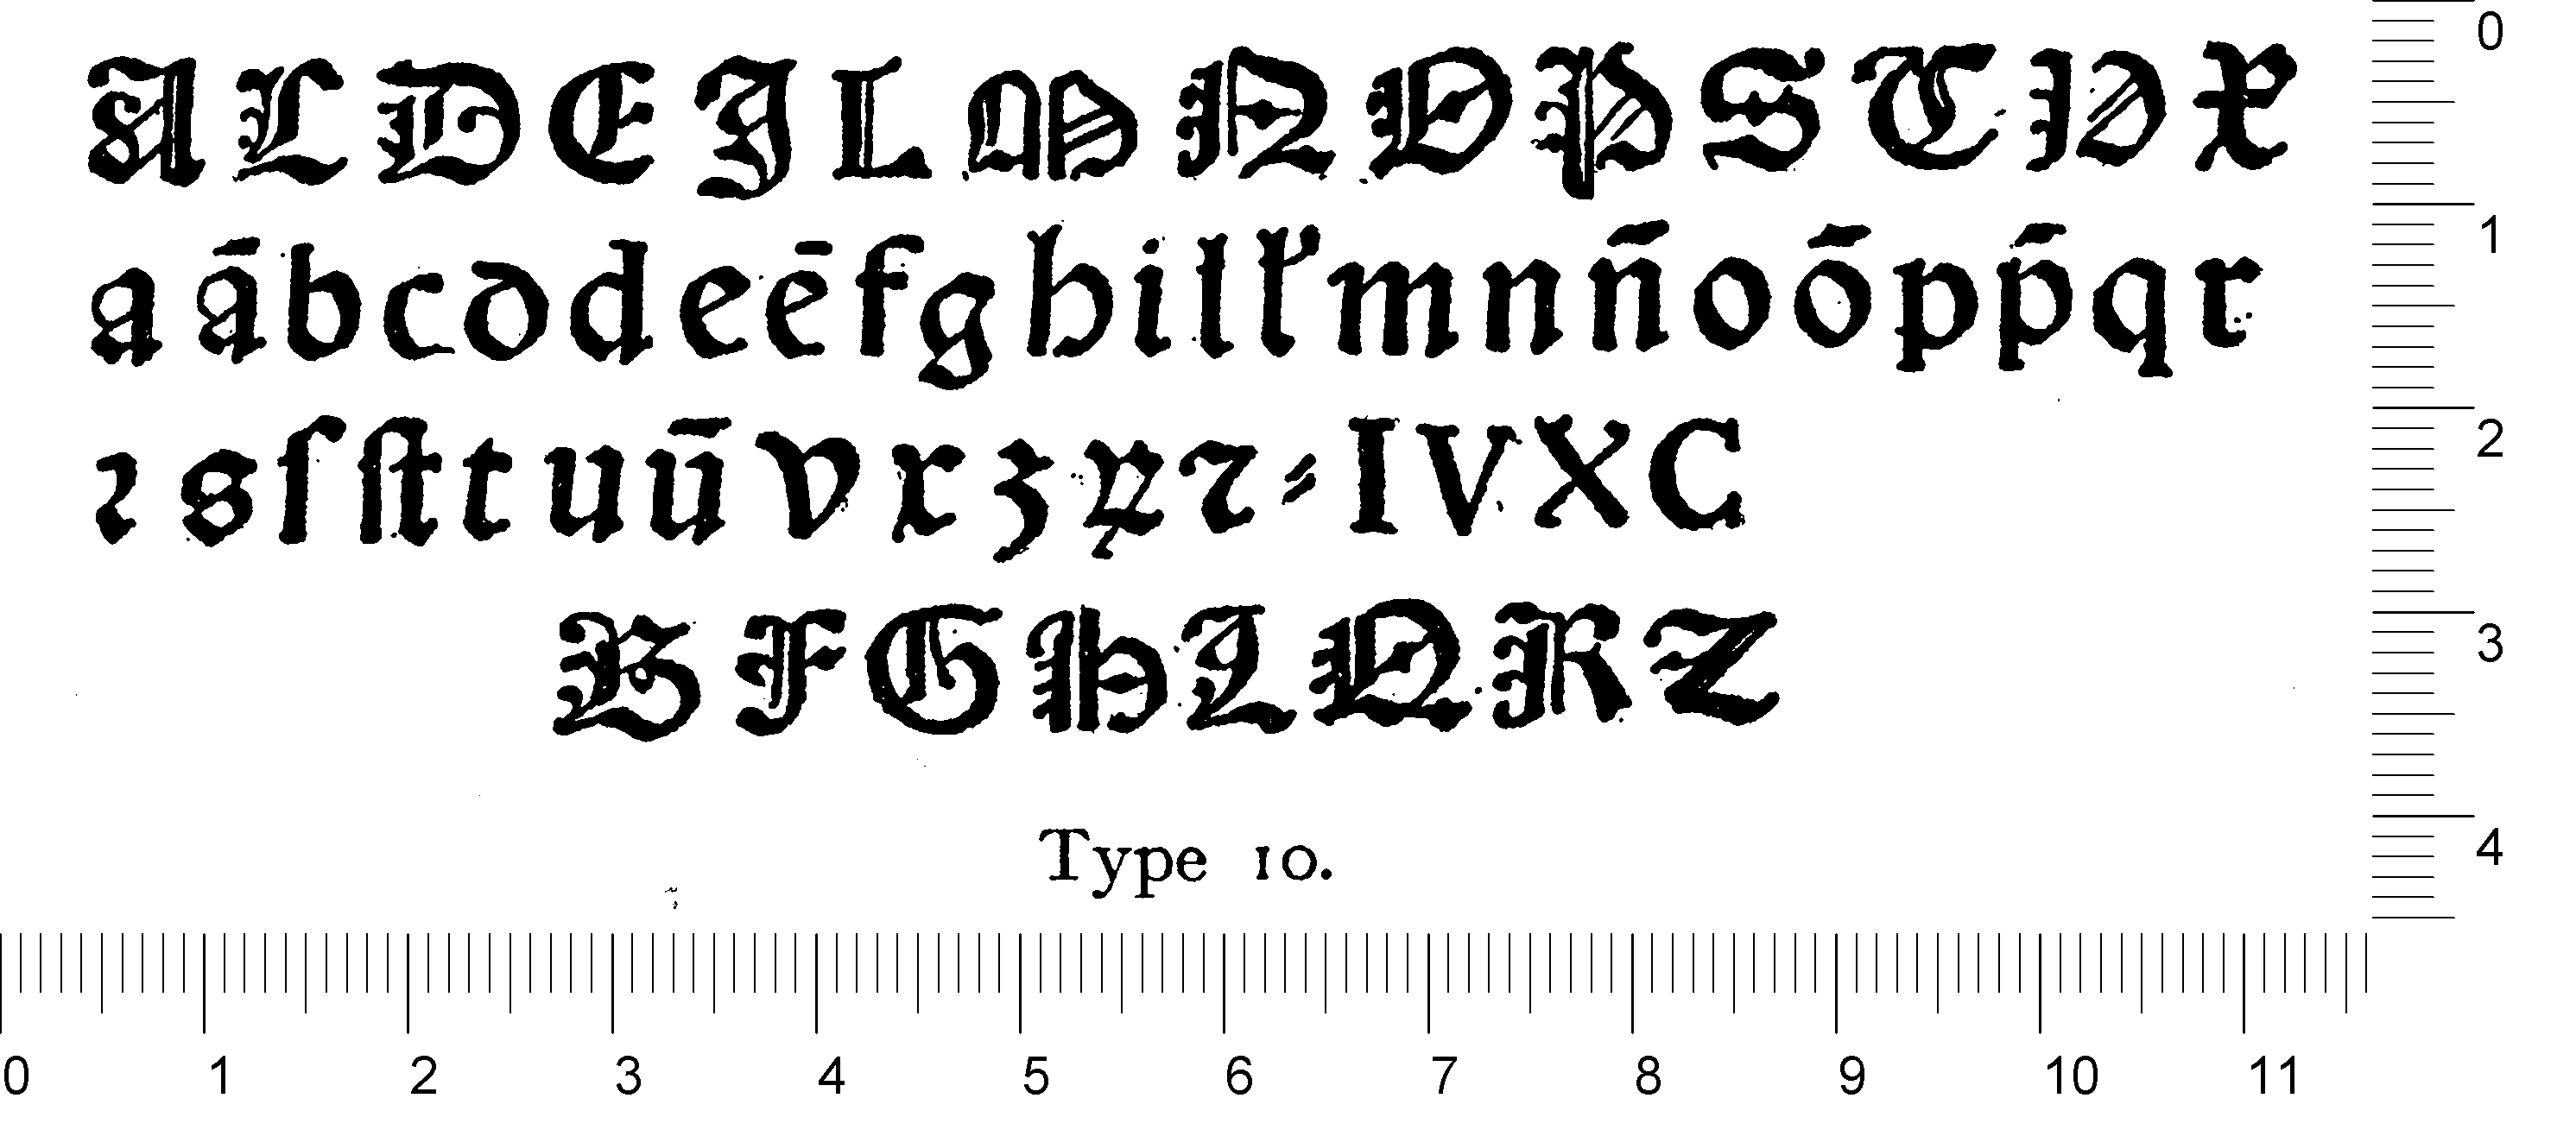 A C D E I L M N O P S T V X
a ā b c ꝺ d e ē f g h i l lʼ m n n̄ o ō p p̄ q r
ꝛ s ſ ſt t u ū v x z ꝝ ⁊ ⸗ I V X C
B F G H I Q R Z
Type 10.
0
1
2
3
4
0 1 2 3 4 5 6 7 8 9 10 11